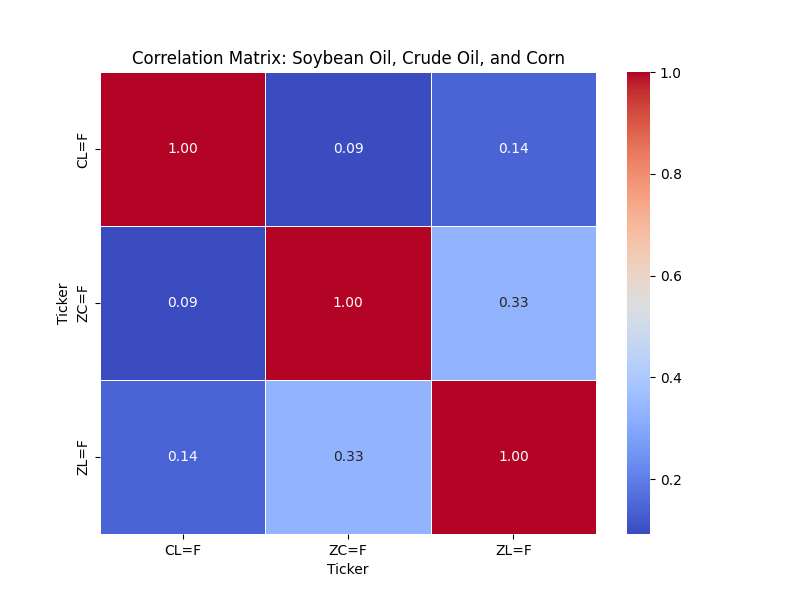 Correlation Matrix: Soybean Oil, Crude Oil, and Corn
CL=F
1.00
0.09
0.14
ZC=F
0.09
1.00
0.33
ZL=F
0.14
0.33
1.00
Ticker
CL=F
ZC=F
ZL=F
Ticker
1.0
0.8
0.6
0.4
0.2